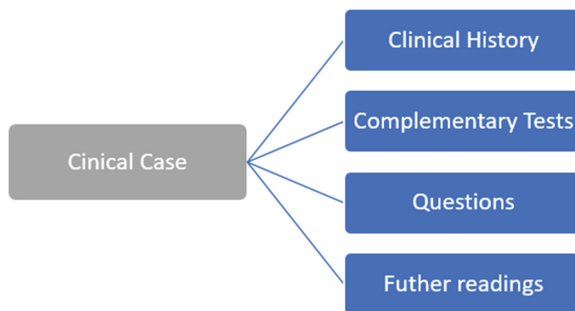 Cinical Case
Clinical History
Complementary Tests
Questions
Futher readings